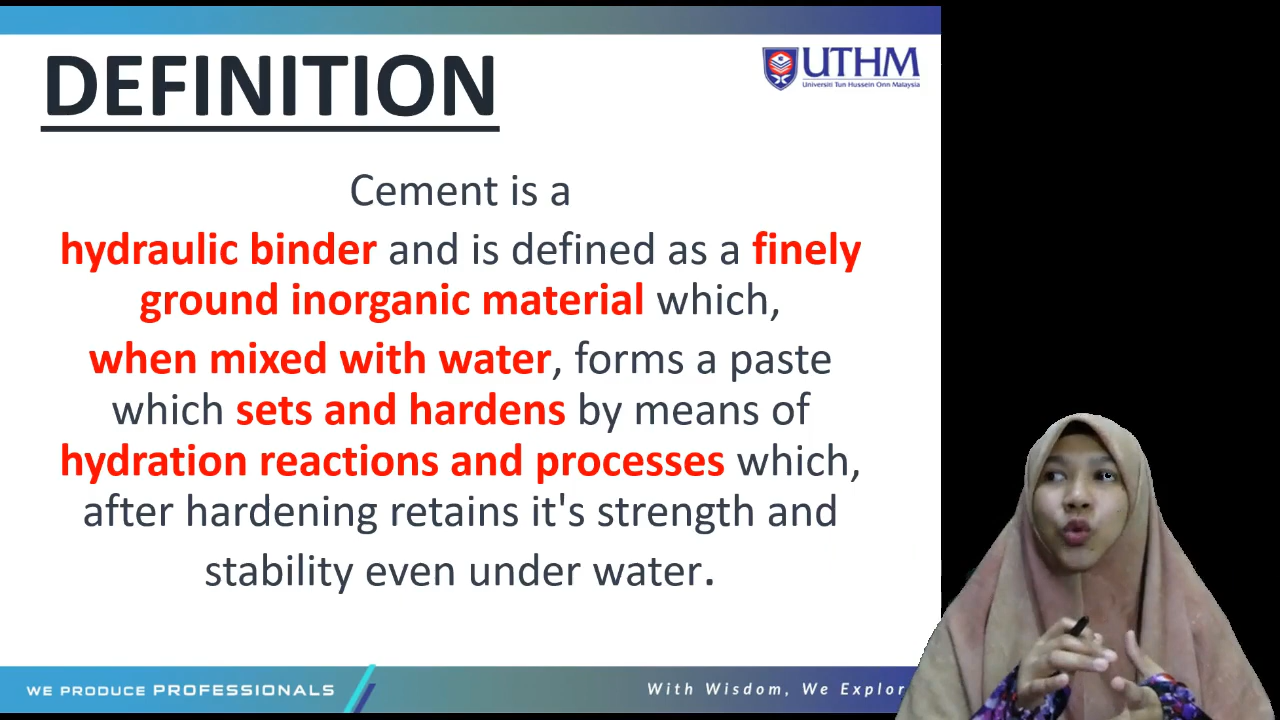 DEFINITION
UTHM
Universiti Tun Hussein Onn Malaysia
Cement is a
hydraulic binder and is defined as a finely
ground inorganic material which,
when mixed with water, forms a paste
which sets and hardens by means of
hydration reactions and processes which,
after hardening retains it's strength and
stability even under water.
WE PRODUCE PROFESSIONALS
With Wisdom, We Explor